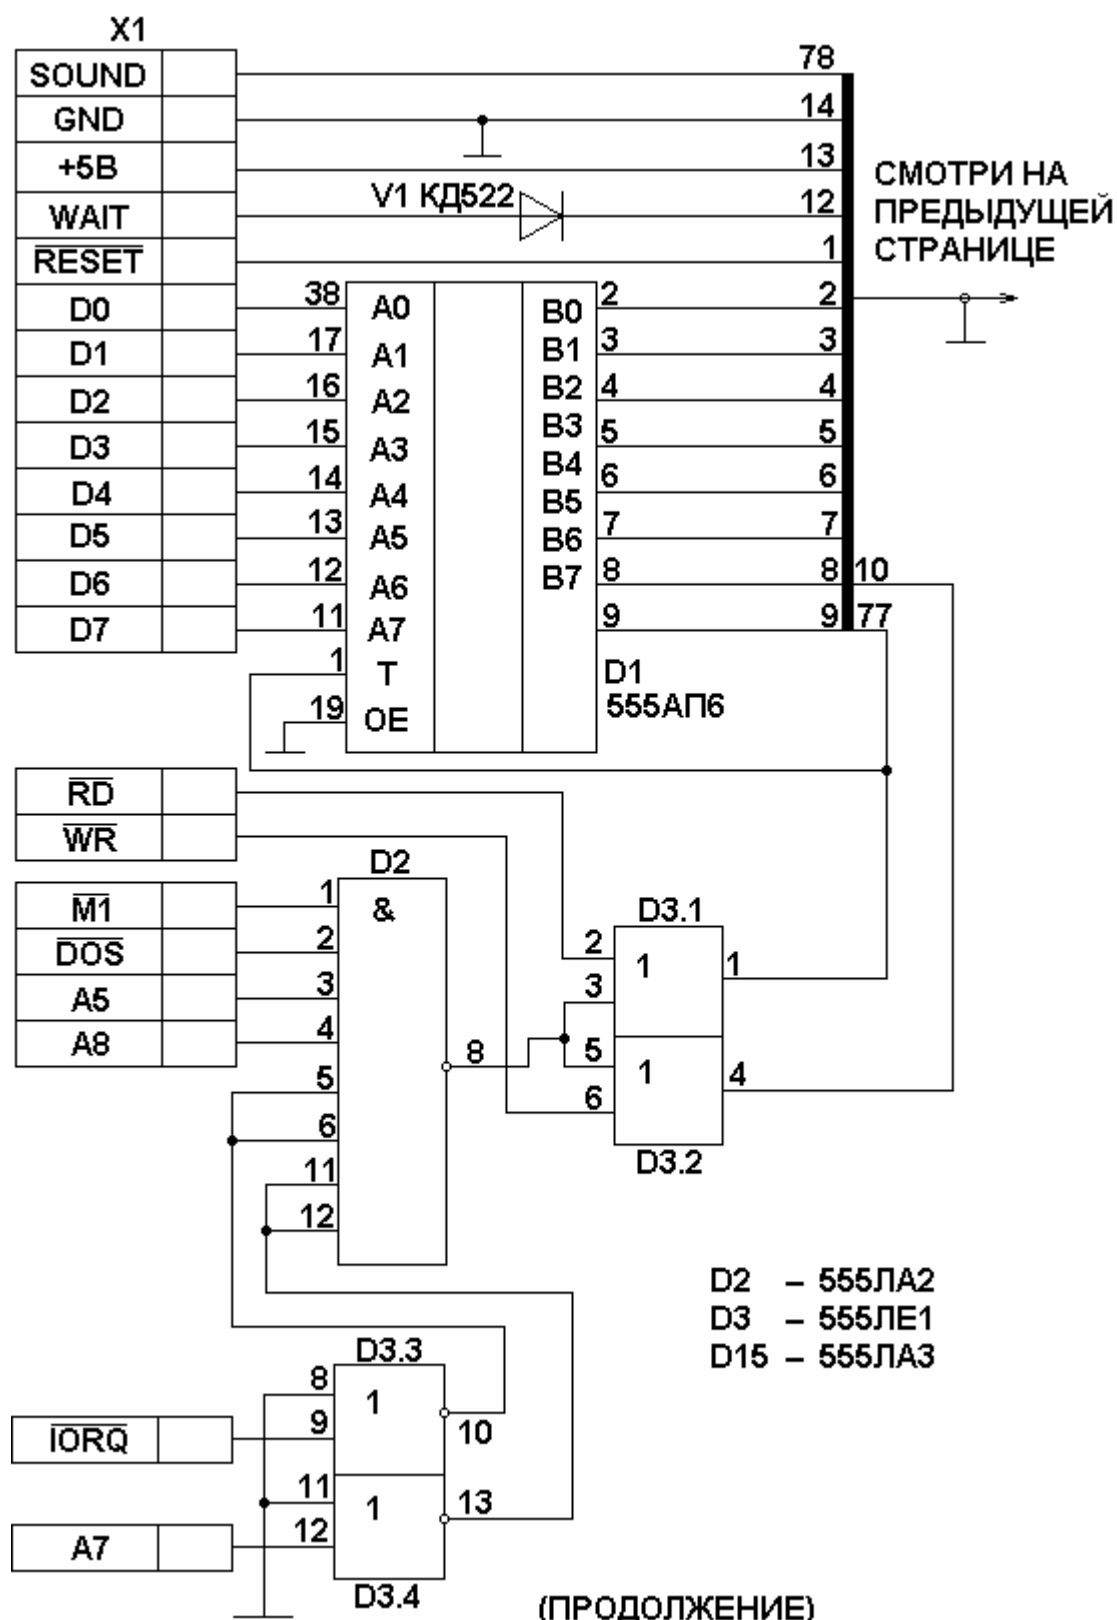 X1
SOUND 78
GND 14
+5В 13
WAIT V1 КД522 12
RESET 1
СМОТРИ НА
ПРЕДЫДУЩЕЙ
СТРАНИЦЕ
D0 38 A0 B0 2 2
D1 17 A1 B1 3 3
D2 16 A2 B2 4 4
D3 15 A3 B3 5 5
D4 14 A4 B4 6 6
D5 13 A5 B5 7 7
D6 12 A6 B6 8 8 10
D7 11 A7 B7 9 9 77
1 T
19 OE
D1
555АП6
RD
WR
D2
&
M1 1
DOS 2
A5 3
A8 4
5
6
11
12
8
D3.1
2 1 1
3
5 1 4
6
D3.2
D2 – 555ЛА2
D3 – 555ЛЕ1
D15 – 555ЛА3
D3.3
8 1
IORQ 9 10
11 1 13
A7 12
D3.4
(ПРОДОЛЖЕНИЕ)